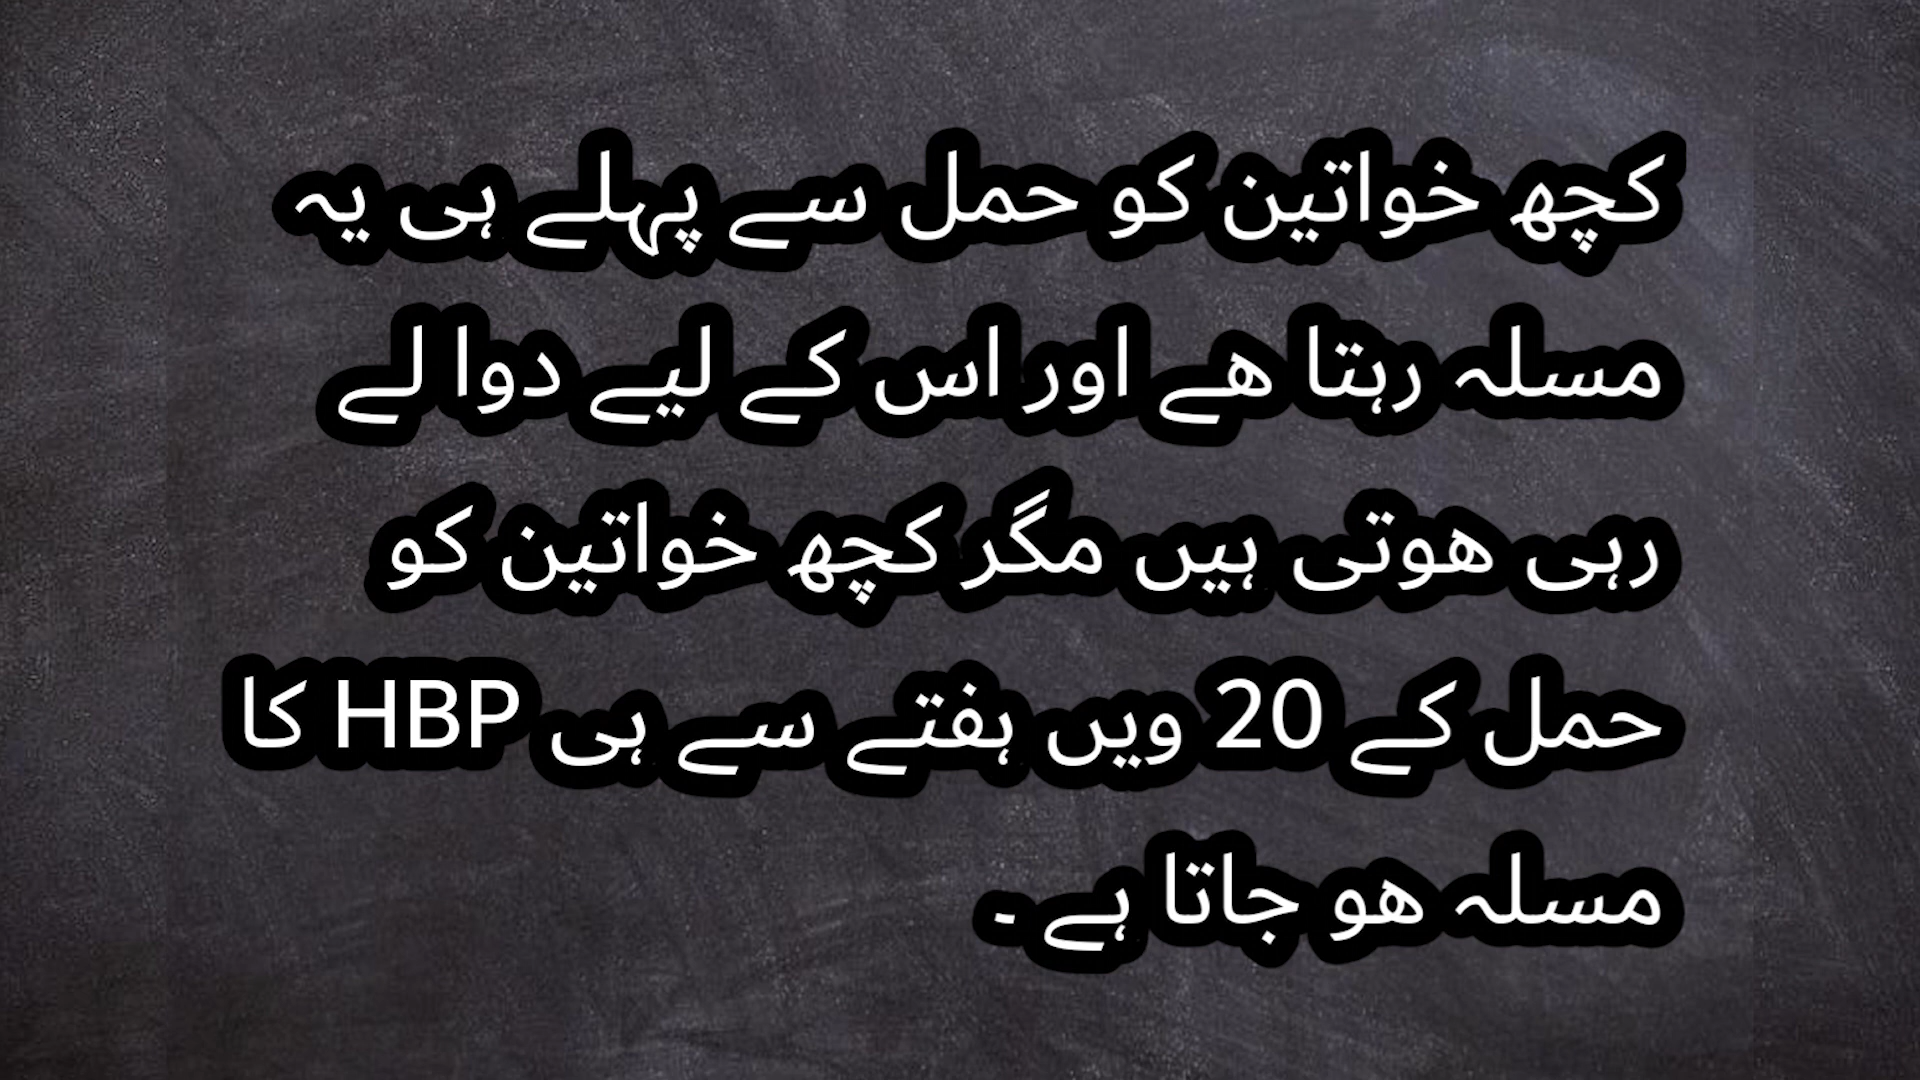 کچھ خواتین کو حمل سے پہلے ہی یہ
مسلہ رہتا ھے اور اس کے لیے دوا لے
رہی ھوتی ہیں مگر کچھ خواتین کو
حمل کے 20 ویں ہفتے سے ہی HBP کا
مسلہ ھو جاتا ہے ۔